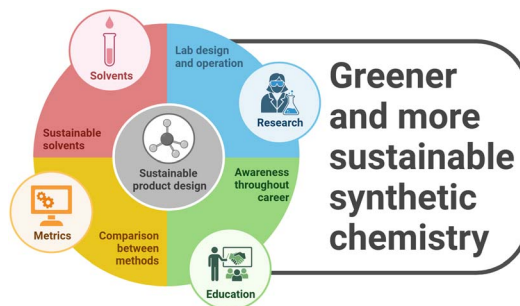 Solvents
Lab design
and operation
Research
Sustainable
solvents
Sustainable
product design
Awareness
throughout
career
Metrics
Comparison
between
methods
Education
Greener
and more
sustainable
synthetic
chemistry